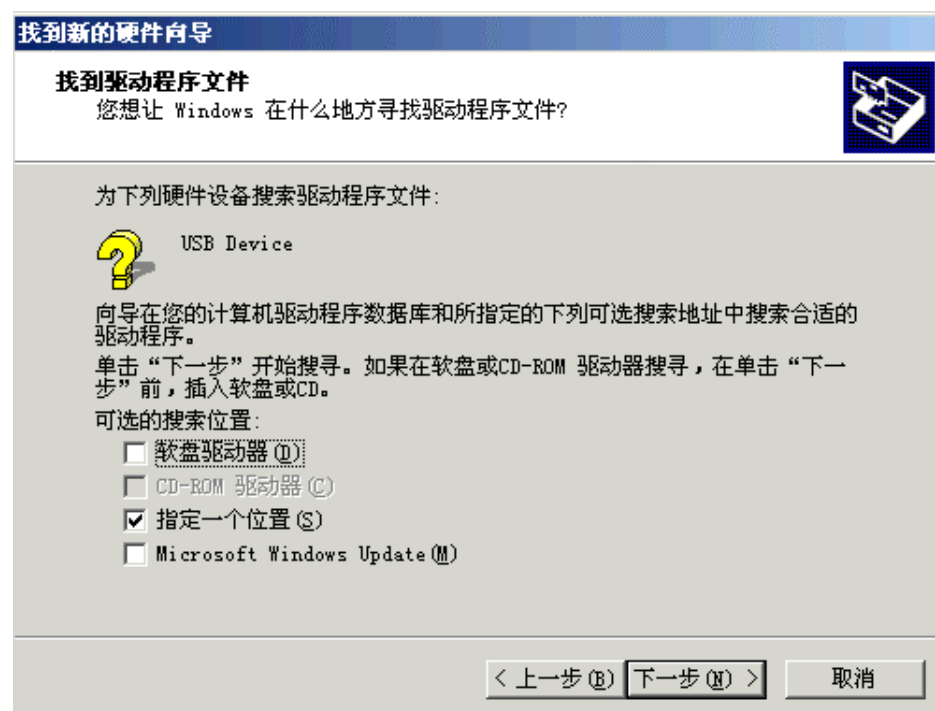 找到新的硬件向导
找到驱动程序文件
您想让 Windows 在什么地方寻找驱动程序文件?
为下列硬件设备搜索驱动程序文件:
USB Device
向导在您的计算机驱动程序数据库和所指定的下列可选搜索地址中搜索合适的
驱动程序。
单击“下一步”开始搜寻。如果在软盘或CD-ROM 驱动器搜寻，在单击“下一
步”前，插入软盘或CD。
可选的搜索位置:
软盘驱动器(D)
CD-ROM 驱动器(C)
指定一个位置(S)
Microsoft Windows Update(M)
< 上一步(B) 下一步(N) > 取消